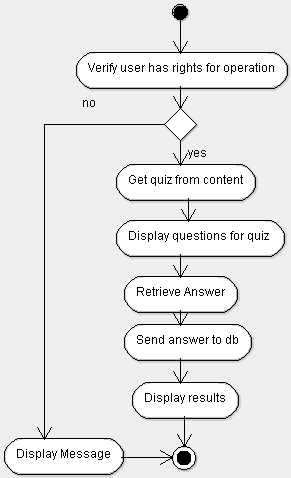 Verify user has rights for operation
no
yes
Get quiz from content
Display questions for quiz
Retrieve Answer
Send answer to db
Display results
Display Message